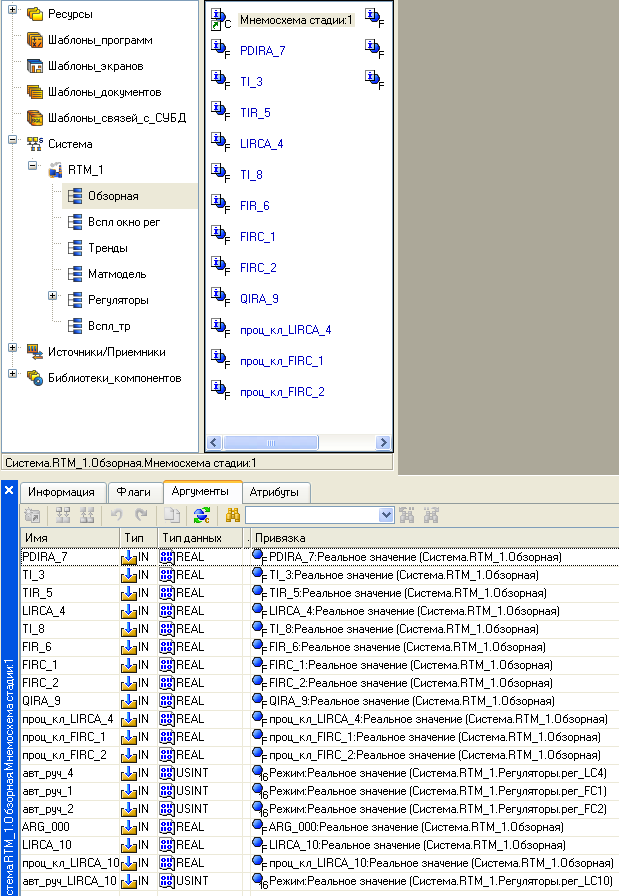 Ресурсы
Шаблоны_программ
Шаблоны_экранов
Шаблоны_документов
Шаблоны_связей_с_СУБД
Система
RTM_1
Обзорная
Вспл окно рег
Тренды
Матмодель
Регуляторы
Вспл_тр
Источники/Приемники
Библиотеки_компонентов
Мнемосхема стадии:1
PDIRA_7
TI_3
TIR_5
LIRCA_4
TI_8
FIR_6
FIRC_1
FIRC_2
QIRA_9
проц_кл_LIRCA_4
проц_кл_FIRC_1
проц_кл_FIRC_2
Система.RTM_1.Обзорная.Мнемосхема стадии:1
Информация Флаги Аргументы Атрибуты
Имя Тип Тип данных . Привязка
PDIRA_7 IN REAL PDIRA_7:Реальное значение (Система.RTM_1.Обзорная)
TI_3 IN REAL TI_3:Реальное значение (Система.RTM_1.Обзорная)
TIR_5 IN REAL TIR_5:Реальное значение (Система.RTM_1.Обзорная)
LIRCA_4 IN REAL LIRCA_4:Реальное значение (Система.RTM_1.Обзорная)
TI_8 IN REAL TI_8:Реальное значение (Система.RTM_1.Обзорная)
FIR_6 IN REAL FIR_6:Реальное значение (Система.RTM_1.Обзорная)
FIRC_1 IN REAL FIRC_1:Реальное значение (Система.RTM_1.Обзорная)
FIRC_2 IN REAL FIRC_2:Реальное значение (Система.RTM_1.Обзорная)
QIRA_9 IN REAL QIRA_9:Реальное значение (Система.RTM_1.Обзорная)
проц_кл_LIRCA_4 IN REAL проц_кл_LIRCA_4:Реальное значение (Система.RTM_1.Обзорная)
проц_кл_FIRC_1 IN REAL проц_кл_FIRC_1:Реальное значение (Система.RTM_1.Обзорная)
проц_кл_FIRC_2 IN REAL проц_кл_FIRC_2:Реальное значение (Система.RTM_1.Обзорная)
авт_руч_4 IN USINT Режим:Реальное значение (Система.RTM_1.Регуляторы.рег_LC4)
авт_руч_1 IN USINT Режим:Реальное значение (Система.RTM_1.Регуляторы.рег_FC1)
авт_руч_2 IN USINT Режим:Реальное значение (Система.RTM_1.Регуляторы.рег_FC2)
ARG_000 IN REAL ARG_000:Реальное значение (Система.RTM_1.Обзорная)
LIRCA_10 IN REAL LIRCA_10:Реальное значение (Система.RTM_1.Обзорная)
проц_кл_LIRCA_10 IN REAL проц_кл_LIRCA_10:Реальное значение (Система.RTM_1.Обзорная)
авт_руч_LIRCA_10 IN USINT Режим:Реальное значение (Система.RTM_1.Регуляторы.рег_LC10)
стема.RTM_1.Обзорная.Мнемосхема стадии:1